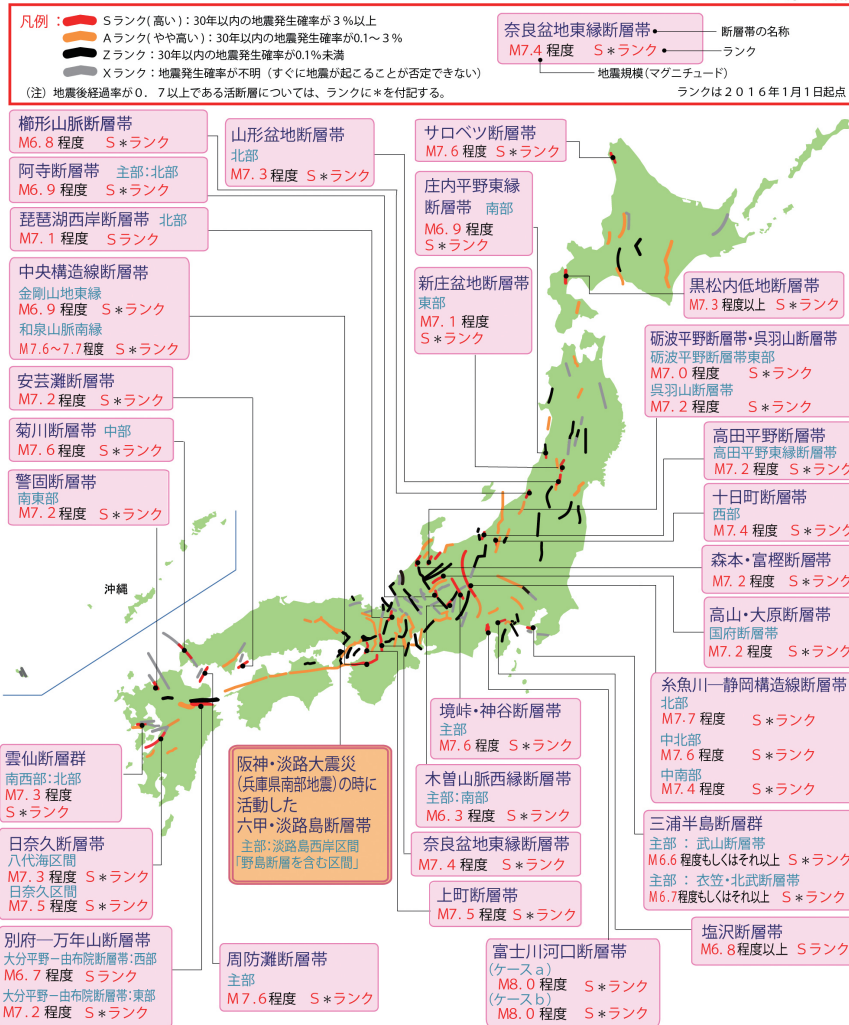 凡例：
Sランク(高い)：30年以内の地震発生確率が3％以上
Aランク(やや高い)：30年以内の地震発生確率が0.1〜3％
Zランク：30年以内の地震発生確率が0.1％未満
Xランク：地震発生確率が不明（すぐに地震が起こることが否定できない）
（注）地震後経過率が0．7以上である活断層については、ランクに＊を付記する。
奈良盆地東縁断層帯
M7.4 程度 S＊ランク
断層帯の名称
ランク
地震規模(マグニチュード)
ランクは2016年1月1日起点
櫛形山脈断層帯
M6.8 程度 S＊ランク
阿寺断層帯 主部:北部
M6.9 程度 S＊ランク
琵琶湖西岸断層帯 北部
M7.1 程度 Sランク
中央構造線断層帯
金剛山地東縁
M6.9 程度 S＊ランク
和泉山脈南縁
M7.6〜7.7程度 S＊ランク
安芸灘断層帯
M7.2 程度 S＊ランク
菊川断層帯 中部
M7.6 程度 S＊ランク
警固断層帯
南東部
M7.2 程度 S＊ランク
山形盆地断層帯
北部
M7.3 程度 S＊ランク
サロベツ断層帯
M7.6 程度 S＊ランク
庄内平野東縁
断層帯 南部
M6.9 程度
S＊ランク
新庄盆地断層帯
東部
M7.1 程度
S＊ランク
黒松内低地断層帯
M7.3 程度以上 S＊ランク
砺波平野断層帯・呉羽山断層帯
砺波平野断層帯東部
M7.0 程度 S＊ランク
呉羽山断層帯
M7.2 程度 S＊ランク
高田平野断層帯
高田平野東縁断層帯
M7.2 程度 S＊ランク
十日町断層帯
西部
M7.4 程度 S＊ランク
森本・富樫断層帯
M7.2 程度 S＊ランク
高山・大原断層帯
国府断層帯
M7.2 程度 S＊ランク
糸魚川―静岡構造線断層帯
北部
M7.7 程度 S＊ランク
中北部
M7.6 程度 S＊ランク
中南部
M7.4 程度 S＊ランク
沖縄
境峠・神谷断層帯
主部
M7.6 程度 S＊ランク
木曽山脈西縁断層帯
主部:南部
M6.3 程度 S＊ランク
奈良盆地東縁断層帯
M7.4 程度 S＊ランク
上町断層帯
M7.5 程度 S＊ランク
阪神・淡路大震災
(兵庫県南部地震)の時に
活動した
六甲・淡路島断層帯
主部:淡路島西岸区間
「野島断層を含む区間」
雲仙断層群
南西部:北部
M7.3 程度
S＊ランク
日奈久断層帯
八代海区間
M7.3 程度 S＊ランク
日奈久区間
M7.5 程度 S＊ランク
別府―万年山断層帯
大分平野－由布院断層帯:西部
M6.7 程度 Sランク
大分平野－由布院断層帯:東部
M7.2 程度 S＊ランク
周防灘断層帯
主部
M7.6程度 S＊ランク
富士川河口断層帯
(ケースa)
M8.0 程度 S＊ランク
(ケースb)
M8.0 程度 S＊ランク
三浦半島断層群
主部：武山断層帯
M6.6 程度もしくはそれ以上 S＊ランク
主部：衣笠・北武断層帯
M6.7程度もしくはそれ以上 S＊ランク
塩沢断層帯
M6.8程度以上 Sランク